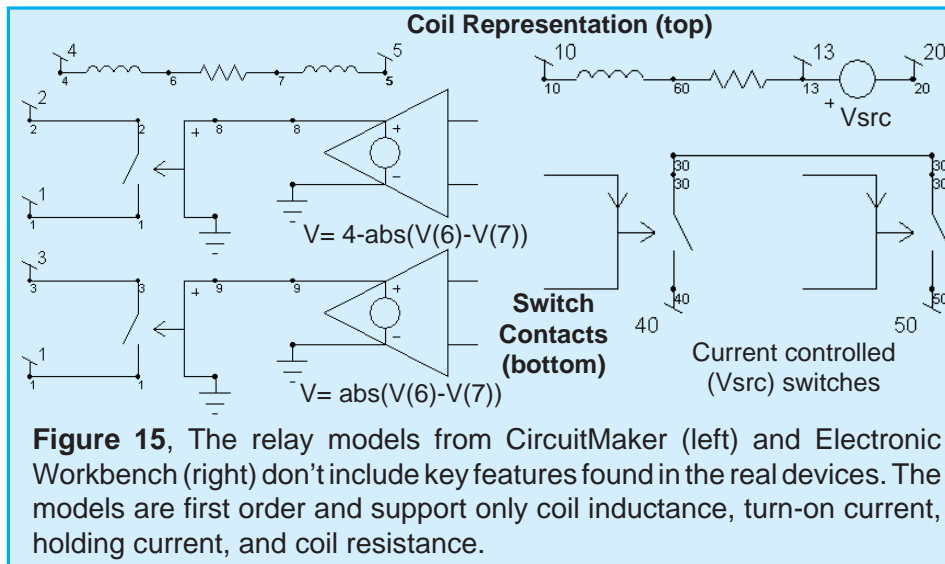 Coil Representation (top)
4 5 10 13 20
4 6 7 5 10 60 13 20
+ Vsrc
2
2 2 + 8 8 +
-
1
1 1
V= 4-abs(V(6)-V(7))
30 30
30 30
3
3 3 + 9 9 +
-
1
1 1
V= abs(V(6)-V(7))
Switch
Contacts
(bottom)
40 50
40 50
Current controlled
(Vsrc) switches
Figure 15, The relay models from CircuitMaker (left) and Electronic
Workbench (right) don't include key features found in the real devices. The
models are first order and support only coil inductance, turn-on current,
holding current, and coil resistance.